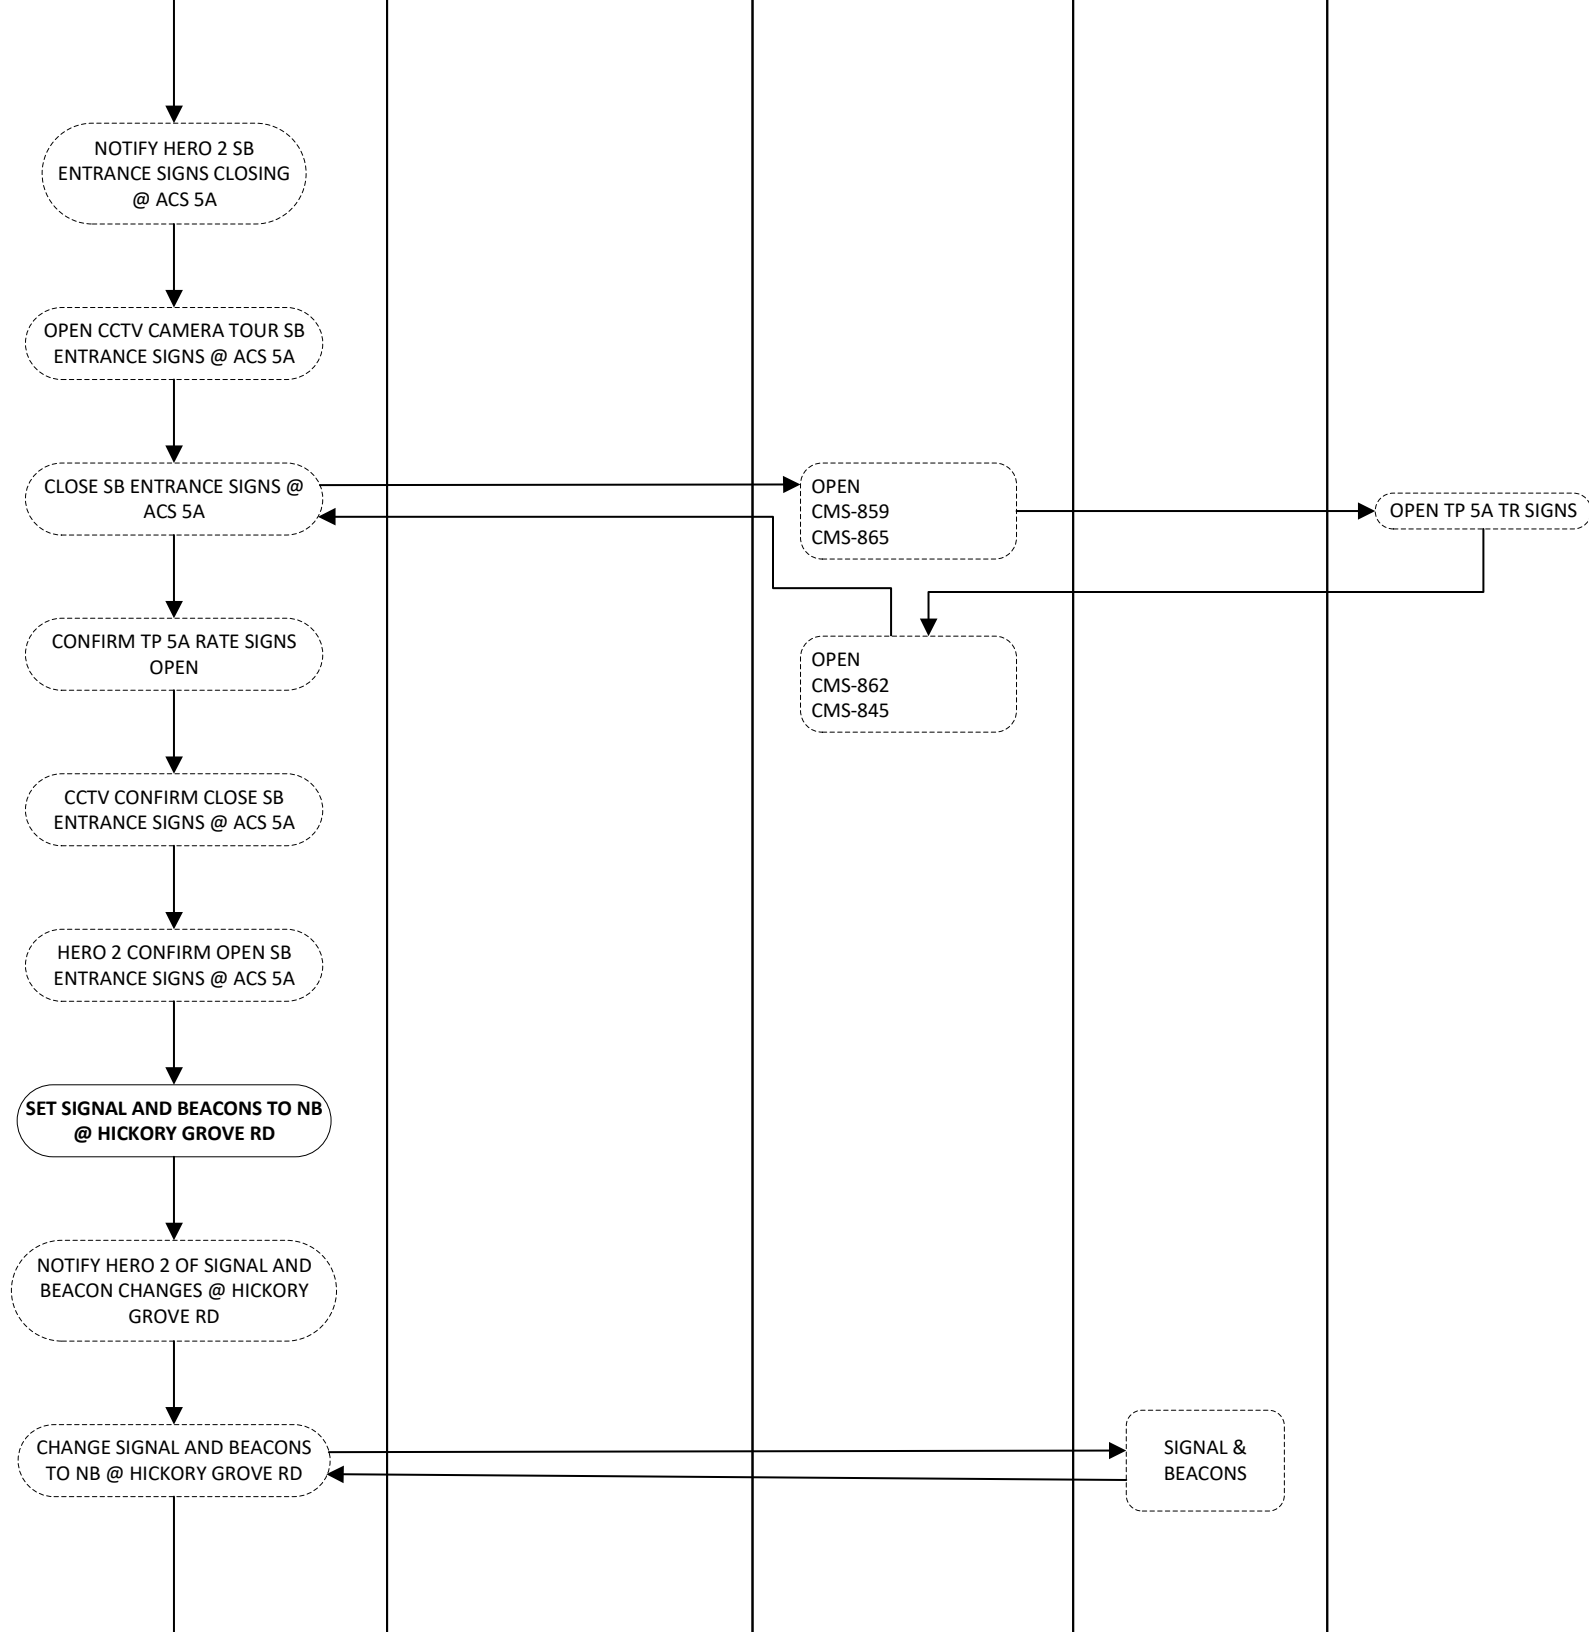 NOTIFY HERO 2 SB
ENTRANCE SIGNS CLOSING
@ ACS 5A
OPEN CCTV CAMERA TOUR SB
ENTRANCE SIGNS @ ACS 5A
CLOSE SB ENTRANCE SIGNS @
ACS 5A
OPEN
CMS-859
CMS-865
OPEN TP 5A TR SIGNS
CONFIRM TP 5A RATE SIGNS
OPEN
OPEN
CMS-862
CMS-845
CCTV CONFIRM CLOSE SB
ENTRANCE SIGNS @ ACS 5A
HERO 2 CONFIRM OPEN SB
ENTRANCE SIGNS @ ACS 5A
SET SIGNAL AND BEACONS TO NB
@ HICKORY GROVE RD
NOTIFY HERO 2 OF SIGNAL AND
BEACON CHANGES @ HICKORY
GROVE RD
CHANGE SIGNAL AND BEACONS
TO NB @ HICKORY GROVE RD
SIGNAL &
BEACONS